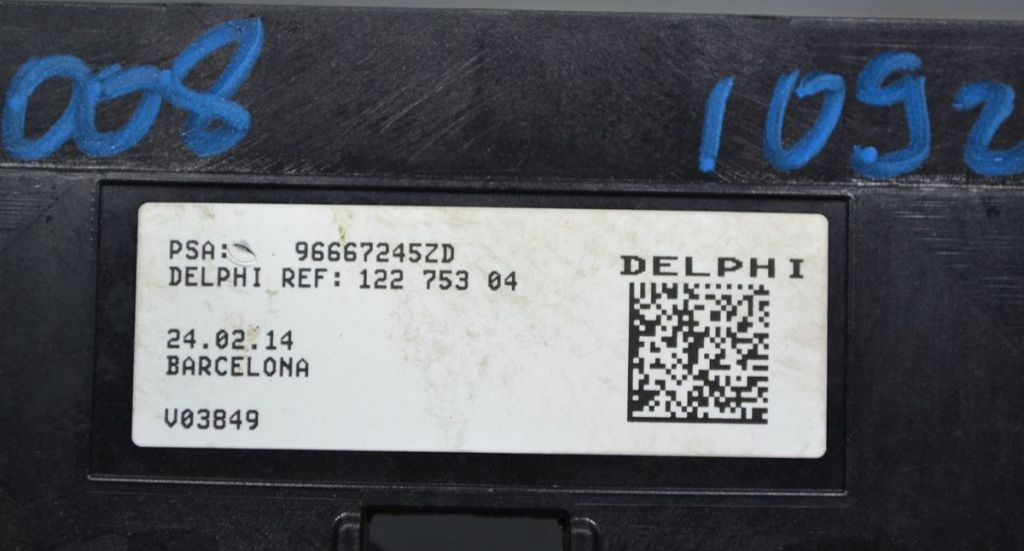 008 1092
PSA: 96667245ZD
DELPHI REF: 122 753 04
DELPHI
24.02.14
BARCELONA
V03849